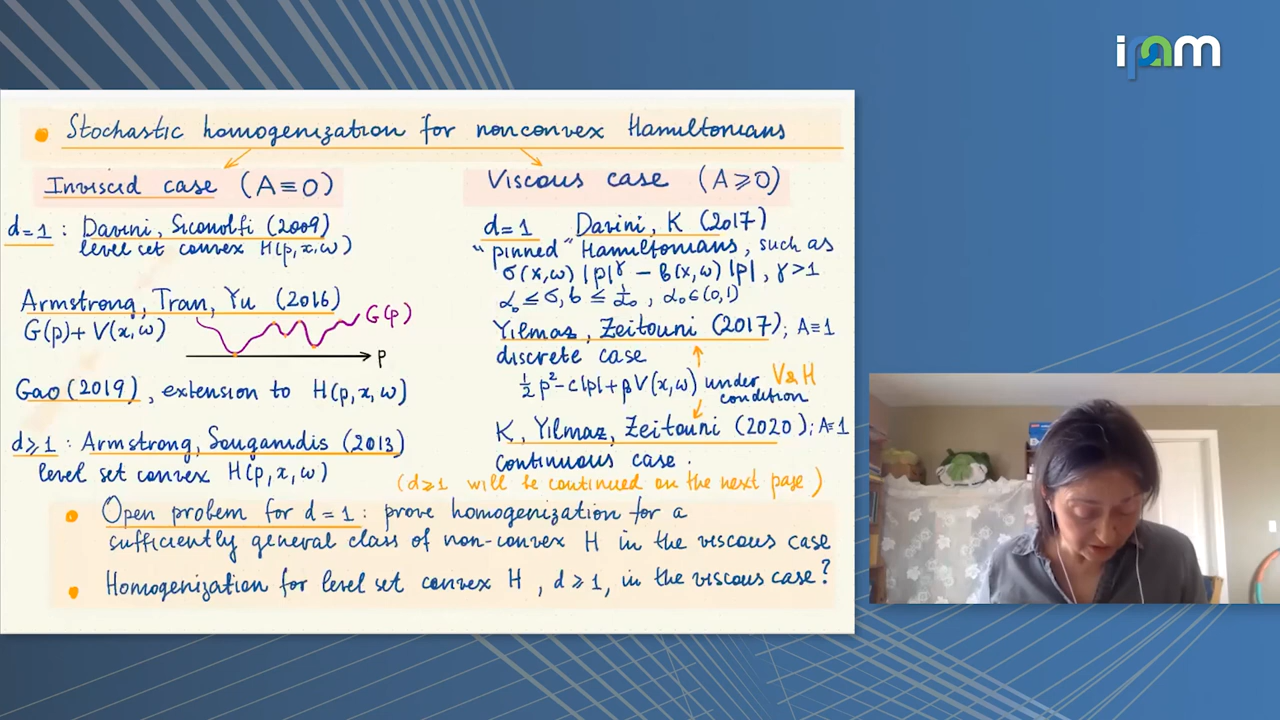 ipam
• Stochastic homogenization for nonconvex Hamiltonians
Inviscid case (A≡0)
d=1 : Davini, Siconolfi (2009)
level set convex H(p,x,ω)
Armstrong, Tran, Yu (2016)
G(p)+V(x,ω)
G(p)
p
Gao (2019), extension to H(p,x,ω)
d≥1 : Armstrong, Souganidis (2013)
level set convex H(p,x,ω)
Viscous case (A≥0)
d=1 Davini, K (2017)
"pinned" Hamiltonians, such as
σ(x,ω)|p|^γ − b(x,ω)|p|, γ>1
α₀ ≤ σ,b ≤ 1/α₀, α₀∈(0,1)
Yılmaz, Zeitouni (2017); A≡1
discrete case
½p²−c|p|+βV(x,ω) under V&H
condition
K, Yılmaz, Zeitouni (2020); A≡1
continuous case.
(d≥1 will be continued on the next page)
• Open problem for d=1 : prove homogenization for a
sufficiently general class of non-convex H in the viscous case
• Homogenization for level set convex H, d≥1, in the viscous case?